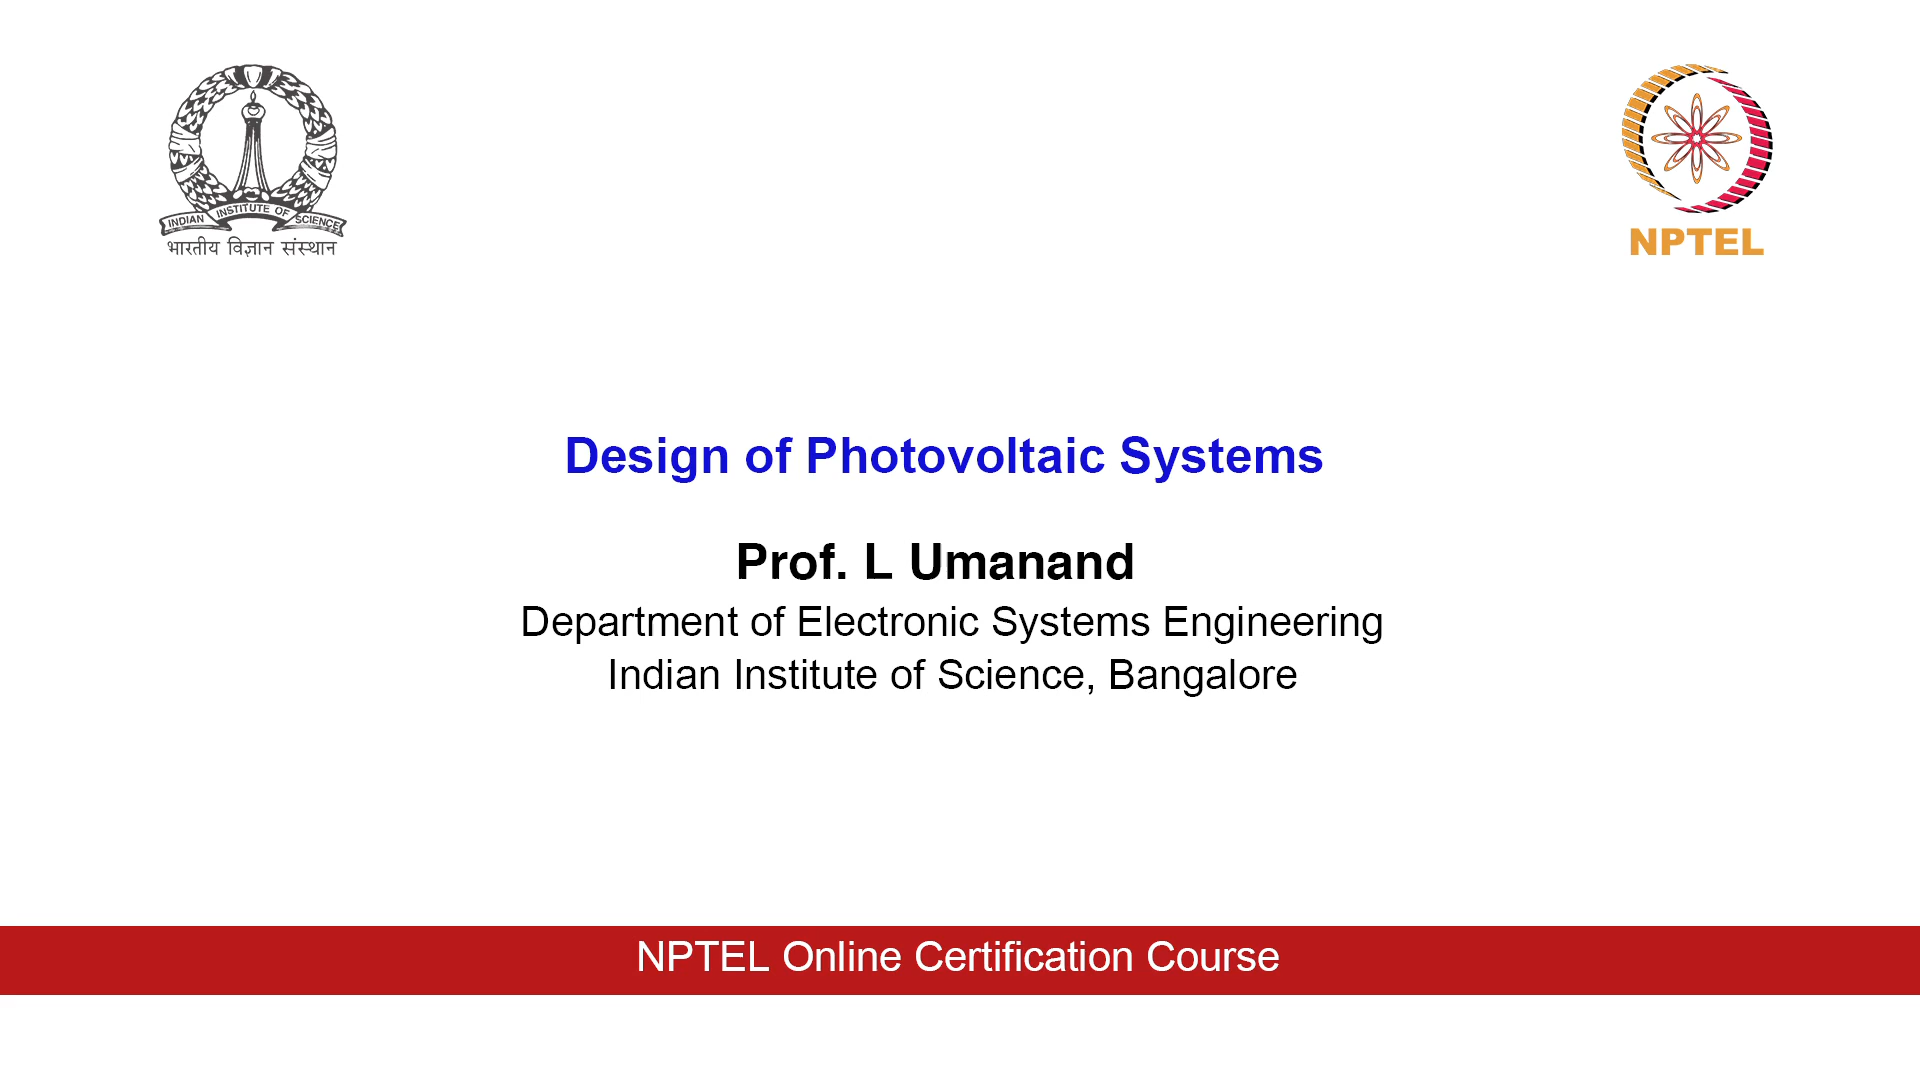 INDIAN INSTITUTE OF SCIENCE
भारतीय विज्ञान संस्थान
NPTEL
Design of Photovoltaic Systems
Prof. L Umanand
Department of Electronic Systems Engineering
Indian Institute of Science, Bangalore
NPTEL Online Certification Course